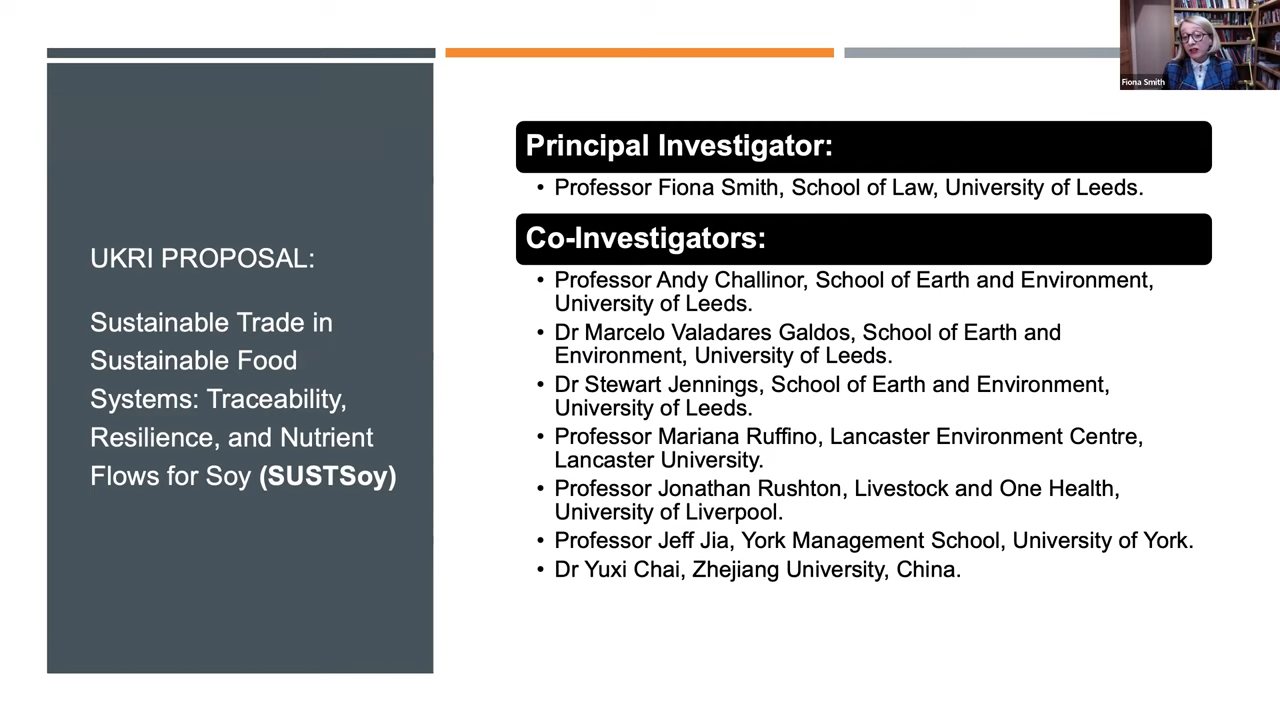 Fiona Smith
UKRI PROPOSAL:
Sustainable Trade in
Sustainable Food
Systems: Traceability,
Resilience, and Nutrient
Flows for Soy (SUSTSoy)
Principal Investigator:
• Professor Fiona Smith, School of Law, University of Leeds.
Co-Investigators:
• Professor Andy Challinor, School of Earth and Environment,
University of Leeds.
• Dr Marcelo Valadares Galdos, School of Earth and
Environment, University of Leeds.
• Dr Stewart Jennings, School of Earth and Environment,
University of Leeds.
• Professor Mariana Ruffino, Lancaster Environment Centre,
Lancaster University.
• Professor Jonathan Rushton, Livestock and One Health,
University of Liverpool.
• Professor Jeff Jia, York Management School, University of York.
• Dr Yuxi Chai, Zhejiang University, China.